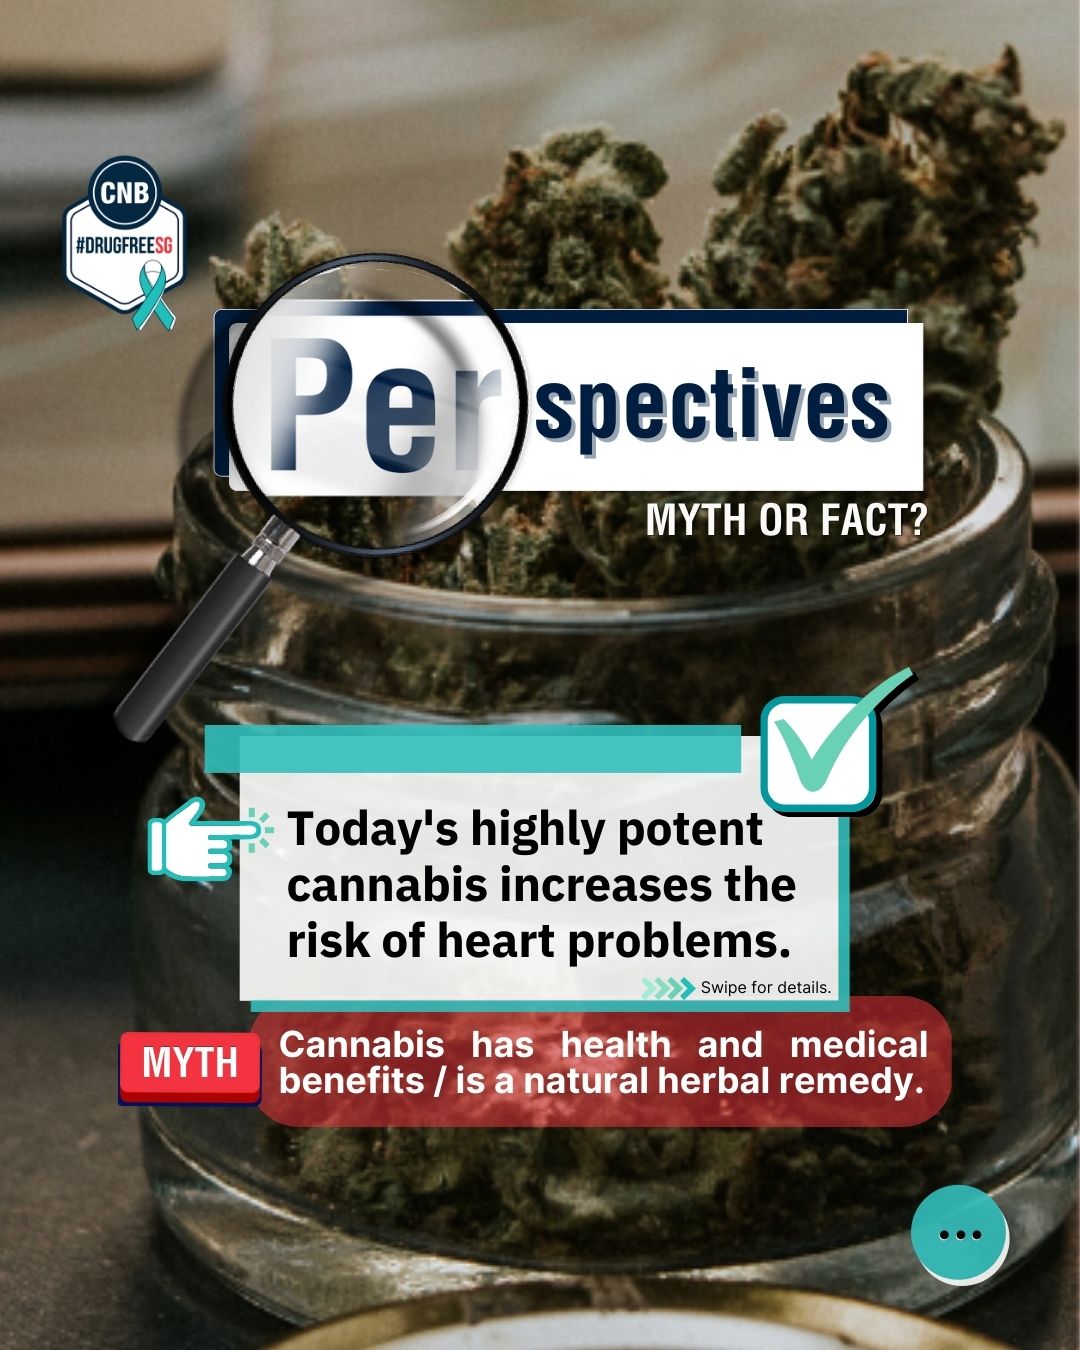 CNB
#DRUGFREESG
Perspectives
MYTH OR FACT?
Today's highly potent
cannabis increases the
risk of heart problems.
Swipe for details.
MYTH
Cannabis has health and medical
benefits / is a natural herbal remedy.